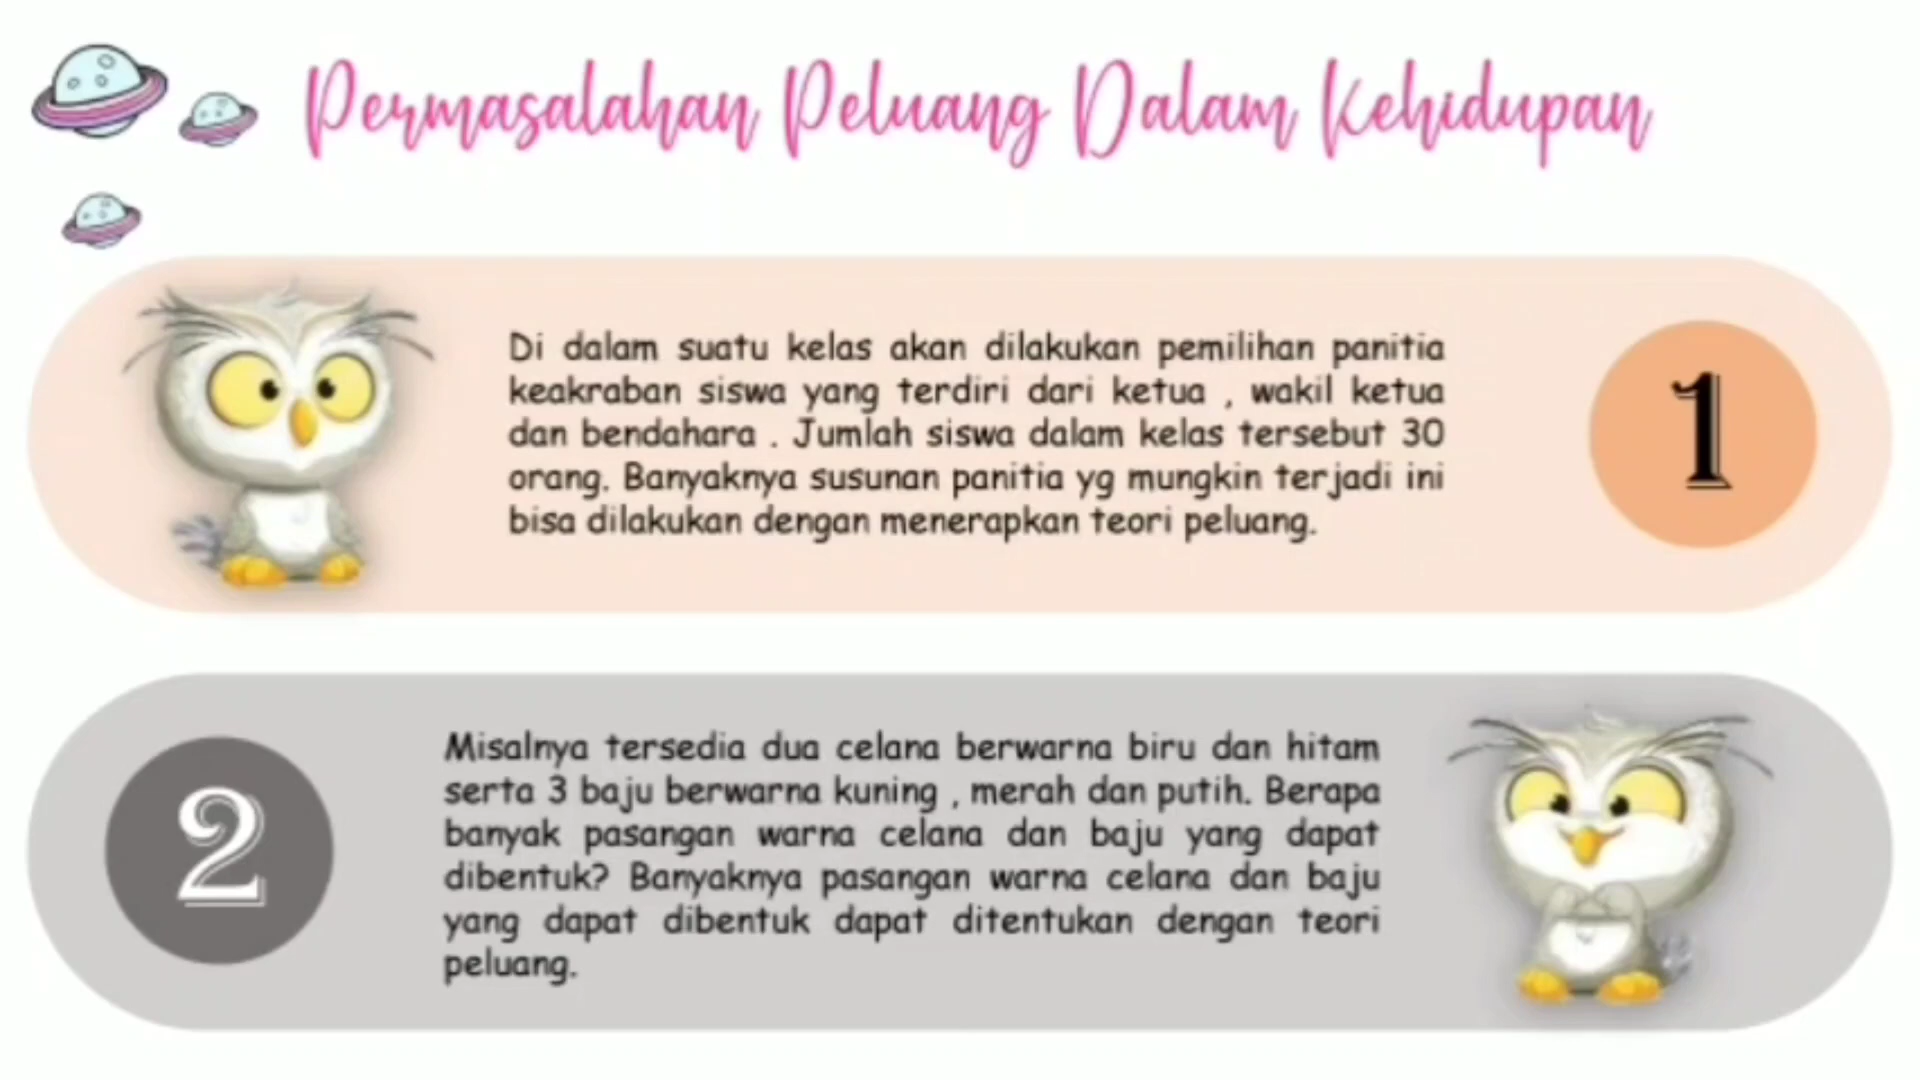 Permasalahan Peluang Dalam Kehidupan
Di dalam suatu kelas akan dilakukan pemilihan panitia
keakraban siswa yang terdiri dari ketua , wakil ketua
dan bendahara . Jumlah siswa dalam kelas tersebut 30
orang. Banyaknya susunan panitia yg mungkin terjadi ini
bisa dilakukan dengan menerapkan teori peluang.
1
2
Misalnya tersedia dua celana berwarna biru dan hitam
serta 3 baju berwarna kuning , merah dan putih. Berapa
banyak pasangan warna celana dan baju yang dapat
dibentuk? Banyaknya pasangan warna celana dan baju
yang dapat dibentuk dapat ditentukan dengan teori
peluang.